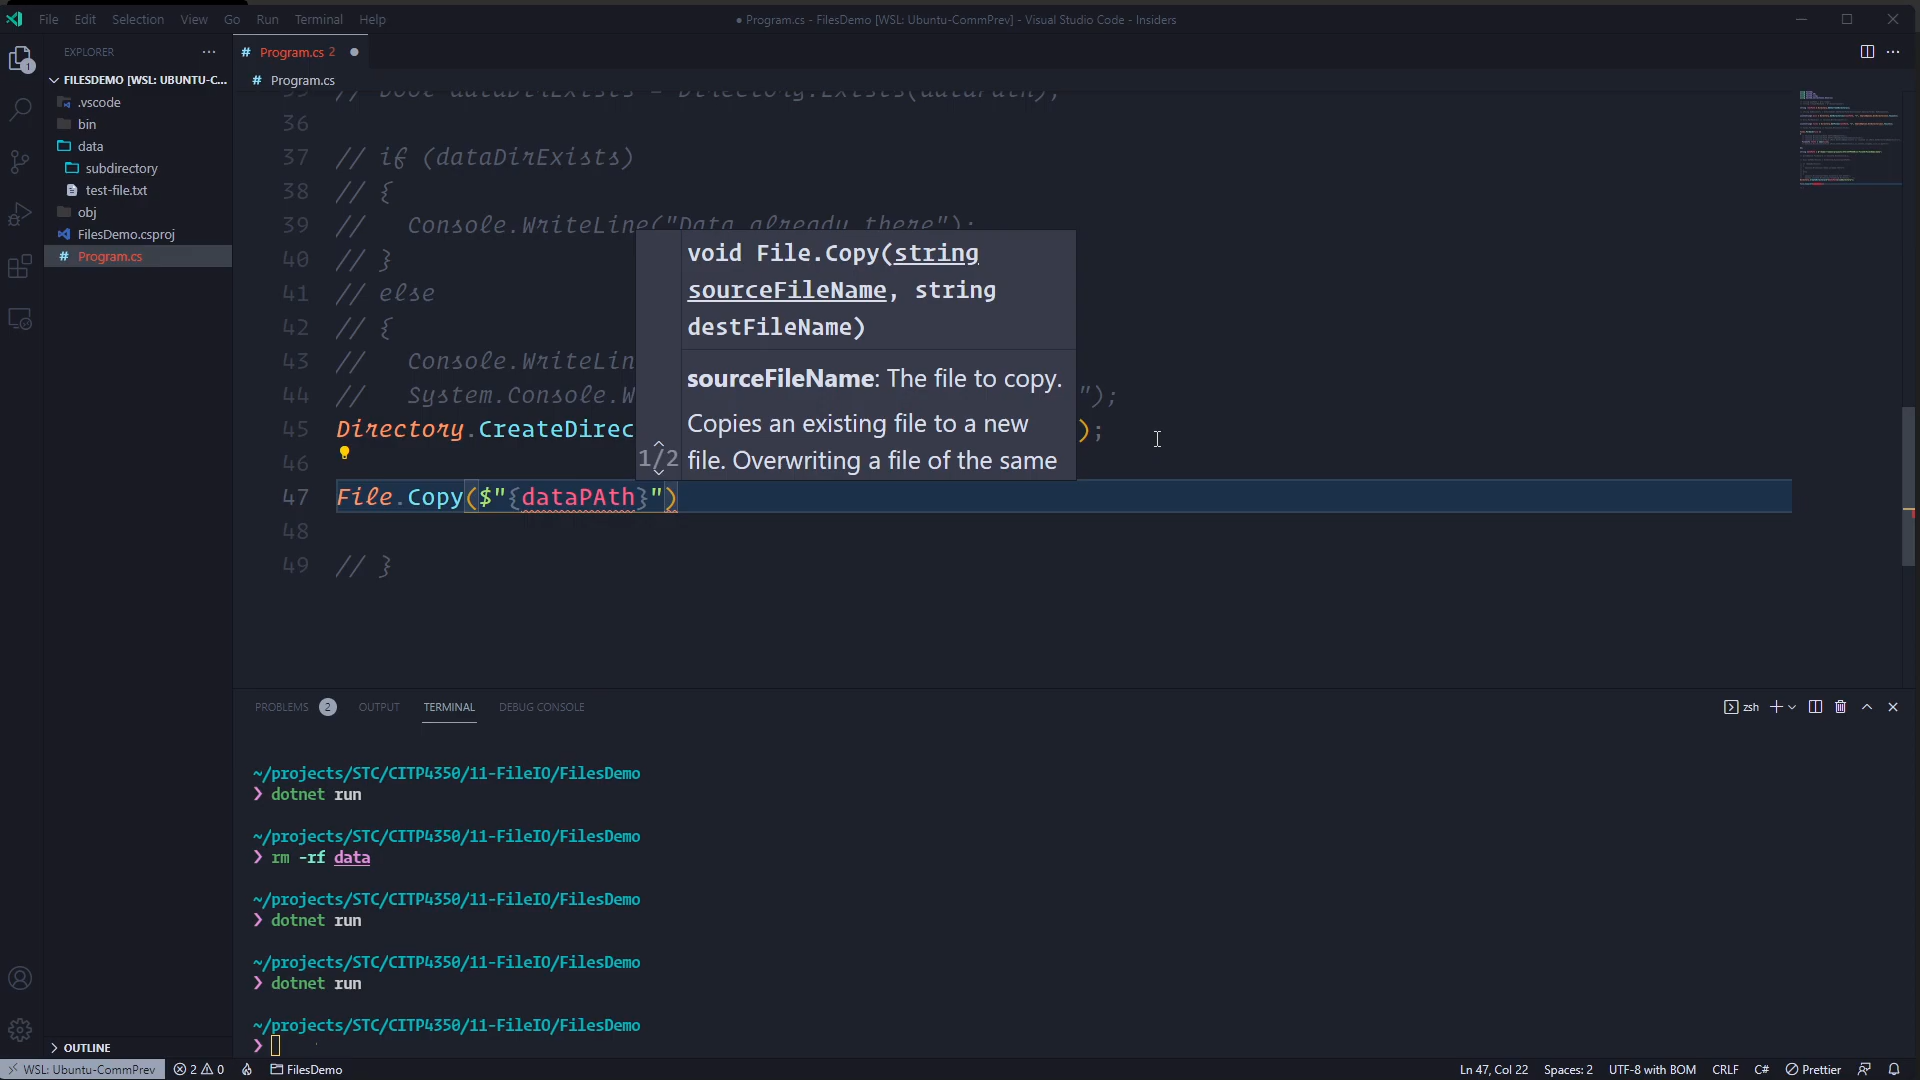 File Edit Selection View Go Run Terminal Help
● Program.cs - FilesDemo [WSL: Ubuntu-CommPrev] - Visual Studio Code - Insiders
EXPLORER
FILESDEMO [WSL: UBUNTU-C...
.vscode
bin
data
subdirectory
test-file.txt
obj
FilesDemo.csproj
# Program.cs
1
# Program.cs 2
# Program.cs
// bool dataDirExists = Directory.Exists(dataPath);
36
37 // if (dataDirExists)
38 // {
39 // Console.WriteLine("Data already there");
40 // }
41 // else
42 // {
43 // Console.WriteLin
44 // System.Console.W ");
45 Directory.CreateDirec );
46
47 File.Copy($"{dataPAth}")
48
49 // }
void File.Copy(string
sourceFileName, string
destFileName)
sourceFileName: The file to copy.
Copies an existing file to a new
1/2 file. Overwriting a file of the same
PROBLEMS 2 OUTPUT TERMINAL DEBUG CONSOLE
zsh
~/projects/STC/CITP4350/11-FileIO/FilesDemo
❯ dotnet run
~/projects/STC/CITP4350/11-FileIO/FilesDemo
❯ rm -rf data
~/projects/STC/CITP4350/11-FileIO/FilesDemo
❯ dotnet run
~/projects/STC/CITP4350/11-FileIO/FilesDemo
❯ dotnet run
~/projects/STC/CITP4350/11-FileIO/FilesDemo
❯
OUTLINE
WSL: Ubuntu-CommPrev 2 0 FilesDemo
Ln 47, Col 22 Spaces: 2 UTF-8 with BOM CRLF C# Prettier